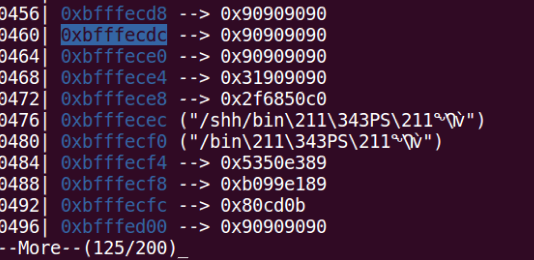 0456| 0xbfffecd8 --> 0x90909090
0460| 0xbfffecdc --> 0x90909090
0464| 0xbfffece0 --> 0x90909090
0468| 0xbfffece4 --> 0x31909090
0472| 0xbfffece8 --> 0x2f6850c0
0476| 0xbfffecec ("/shh/bin\211\343PS\211
0480| 0xbfffecf0 ("/bin\211\343PS\211
0484| 0xbfffecf4 --> 0x5350e389
0488| 0xbfffecf8 --> 0xb099e189
0492| 0xbfffecfc --> 0x80cd0b
0496| 0xbfffed00 --> 0x90909090
--More--(125/200)_